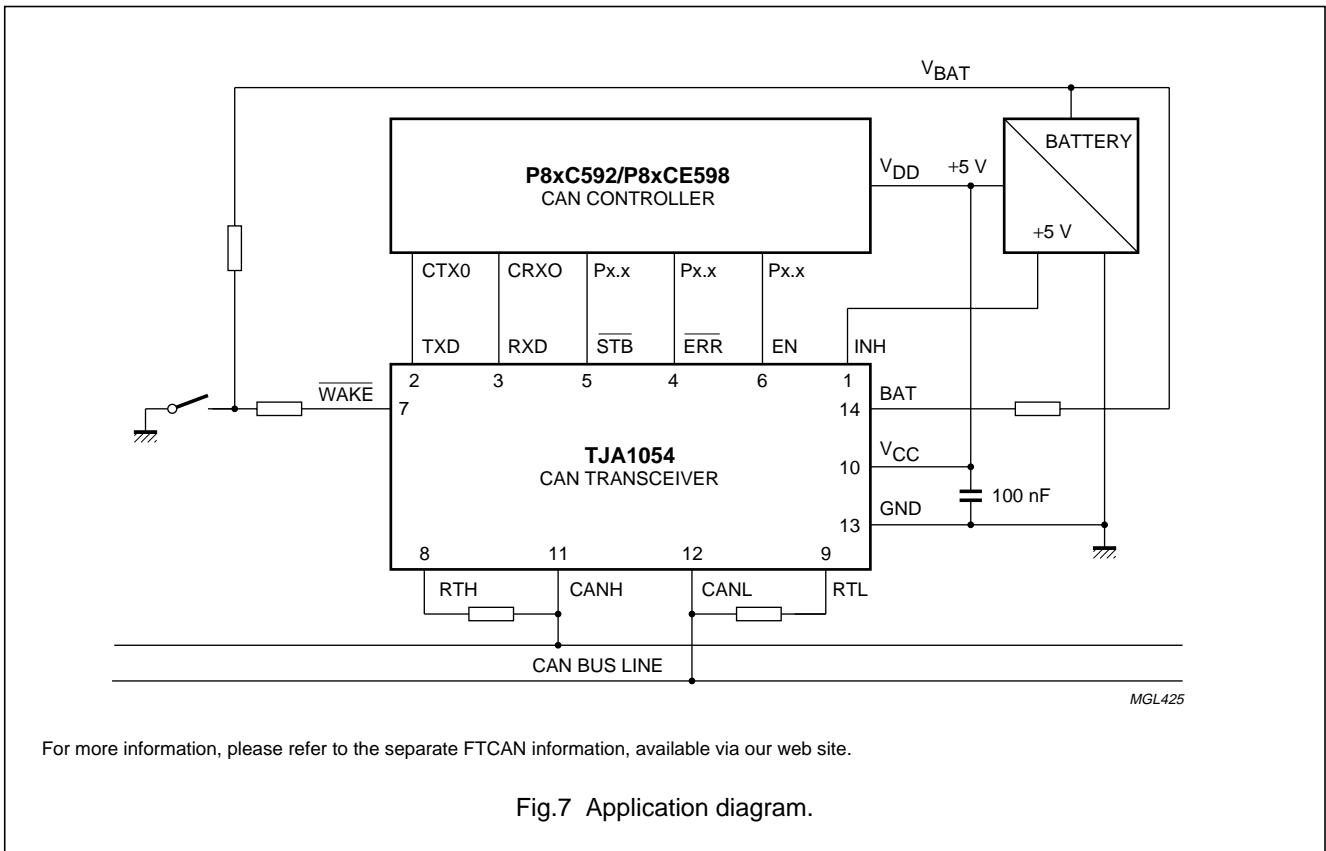 VBAT
BATTERY
+5 V
P8xC592/P8xCE598
CAN CONTROLLER
VDD +5 V
CTX0 CRXO Px.x Px.x Px.x
TXD RXD STB ERR EN INH
2 3 5 4 6 1
WAKE
7
BAT
14
TJA1054
CAN TRANSCEIVER
VCC
10
100 nF
GND
13
8 11 12 9
RTH CANH CANL RTL
CAN BUS LINE
MGL425
For more information, please refer to the separate FTCAN information, available via our web site.
Fig.7 Application diagram.